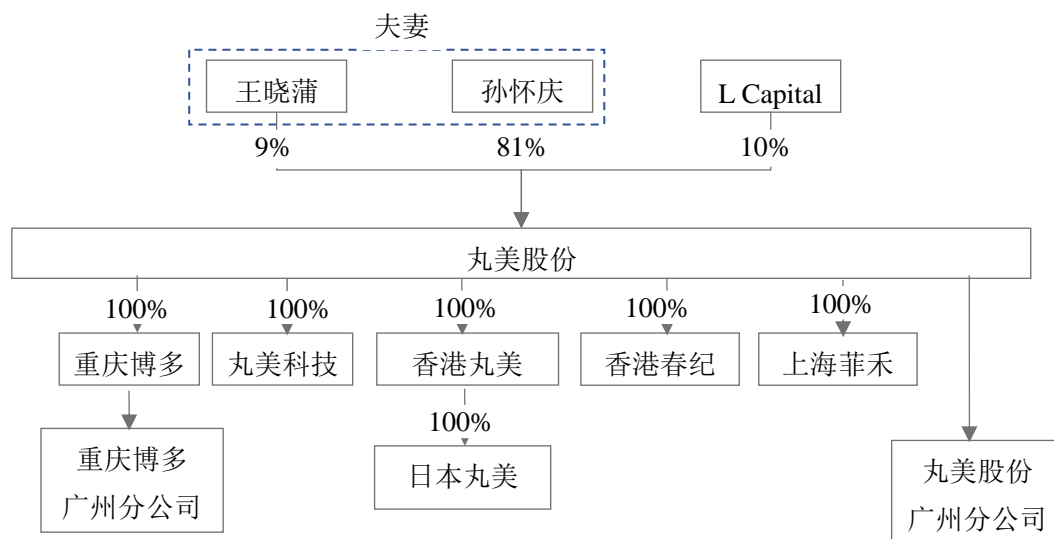 夫妻
王晓蒲
孙怀庆
L Capital
9%
81%
10%
丸美股份
100%
100%
100%
100%
100%
重庆博多
丸美科技
香港丸美
香港春纪
上海菲禾
100%
重庆博多
广州分公司
日本丸美
丸美股份
广州分公司